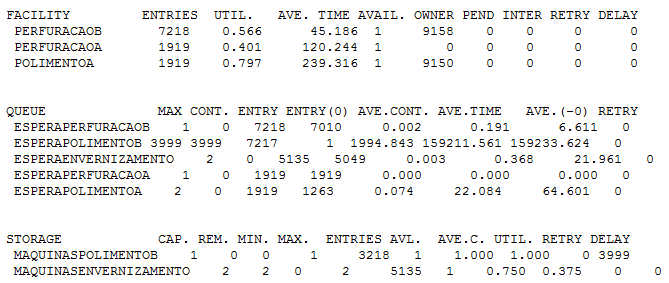 FACILITY ENTRIES UTIL. AVE. TIME AVAIL. OWNER PEND INTER RETRY DELAY
PERFURACAOB 7218 0.566 45.186 1 9158 0 0 0 0
PERFURACAOA 1919 0.401 120.244 1 0 0 0 0 0
POLIMENTOA 1919 0.797 239.316 1 9150 0 0 0 0
QUEUE MAX CONT. ENTRY ENTRY(0) AVE.CONT. AVE.TIME AVE.(-0) RETRY
ESPERAPERFURACAOB 1 0 7218 7010 0.002 0.191 6.611 0
ESPERAPOLIMENTOB 3999 3999 7217 1 1994.843 159211.561 159233.624 0
ESPERAENVERNIZAMENTO 2 0 5135 5049 0.003 0.368 21.961 0
ESPERAPERFURACAOA 1 0 1919 1919 0.000 0.000 0.000 0
ESPERAPOLIMENTOA 2 0 1919 1263 0.074 22.084 64.601 0
STORAGE CAP. REM. MIN. MAX. ENTRIES AVL. AVE.C. UTIL. RETRY DELAY
MAQUINASPOLIMENTOB 1 0 0 1 3218 1 1.000 1.000 0 3999
MAQUINASENVERNIZAMENTO 2 2 0 2 5135 1 0.750 0.375 0 0